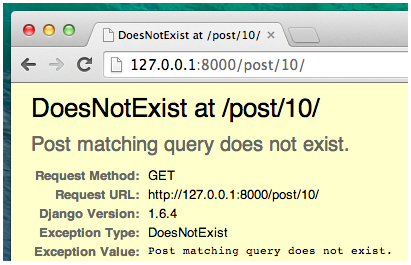 DoesNotExist at /post/10/
127.0.0.1:8000/post/10/
DoesNotExist at /post/10/
Post matching query does not exist.
Request Method: GET
Request URL: http://127.0.0.1:8000/post/10/
Django Version: 1.6.4
Exception Type: DoesNotExist
Exception Value: Post matching query does not exist.